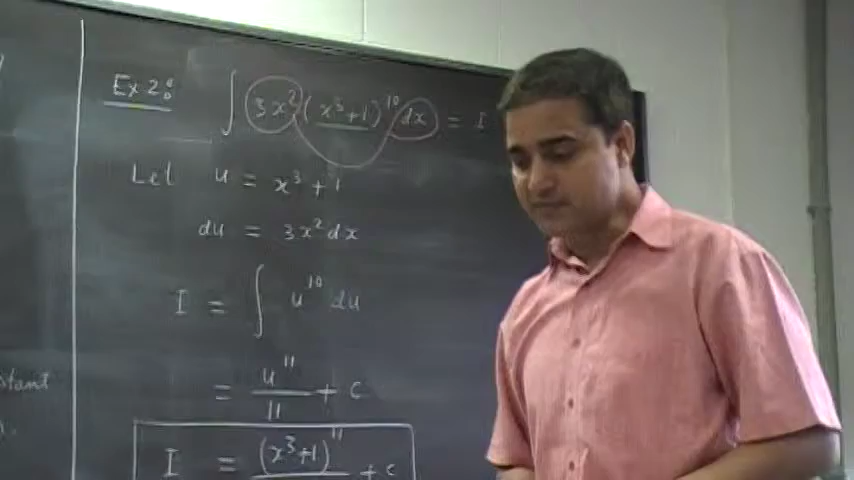 Ex 2: ∫ 3x² (x³+1)¹⁰ dx = I
Let u = x³+1
du = 3x² dx
I = ∫ u¹⁰ du
= u¹¹/11 + c
stant
I = (x³+1)¹¹ + c